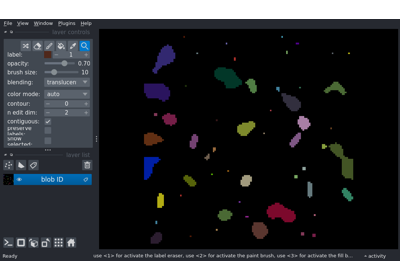 File View Window Plugins Help
layer controls
label: 1
opacity: 0.70
brush size: 10
blending: translucen
color mode: auto
contour: 0
n edit dim: 2
contiguous:
preserve labels:
show selected:
layer list
blob ID
Ready use <1> for activate the label eraser, use <2> for activate the paint brush, use <3> for activate the fill b... activity